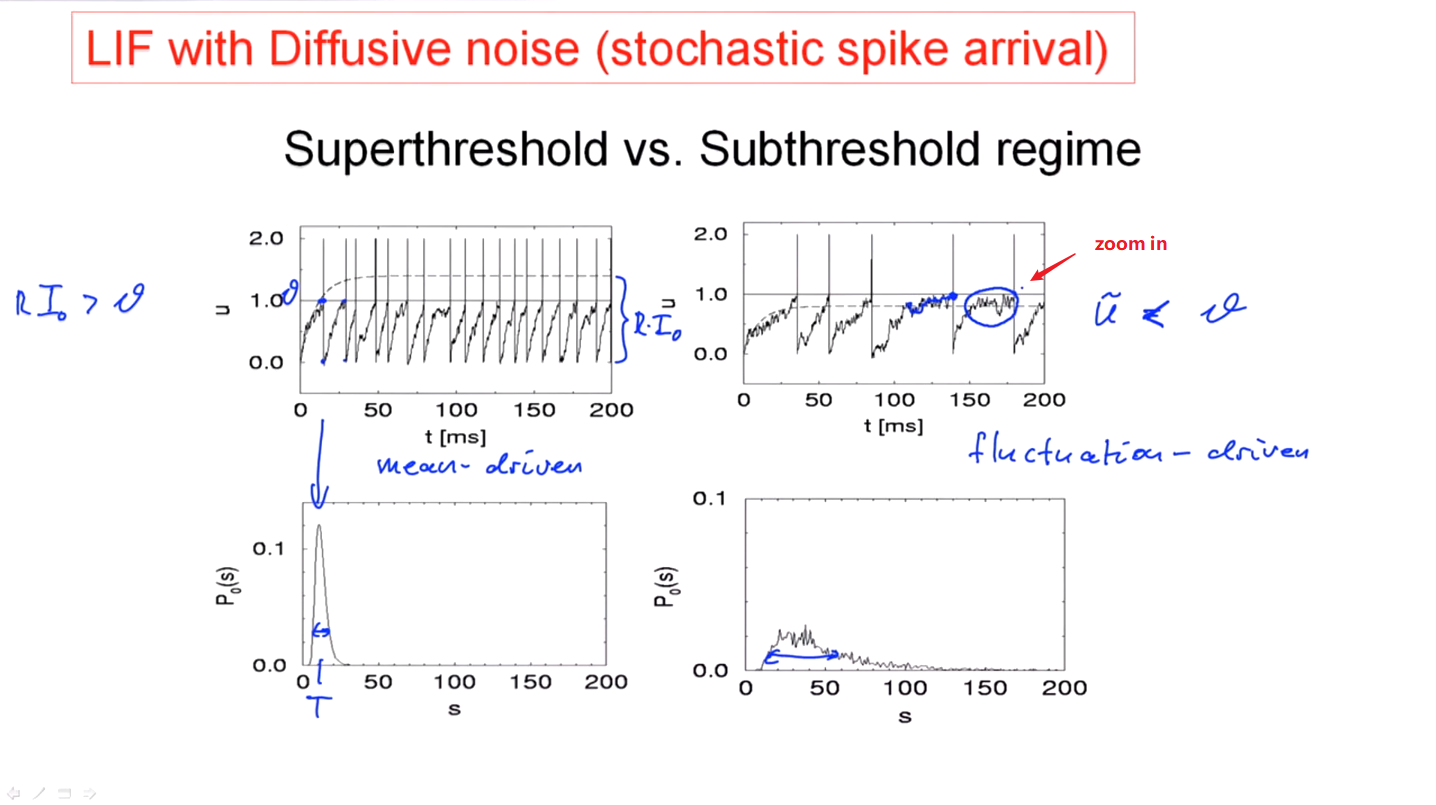 LIF with Diffusive noise (stochastic spike arrival)
Superthreshold vs. Subthreshold regime
R I₀ > ϑ
u
2.0
1.0
0.0
ϑ
R·I₀
0 50 100 150 200
t [ms]
mean-driven
u
2.0
1.0
0.0
zoom in
ũ < ϑ
0 50 100 150 200
t [ms]
fluctuation-driven
P₀(s)
0.1
0.0
0 50 100 150 200
T
s
P₀(s)
0.1
0.0
0 50 100 150 200
s